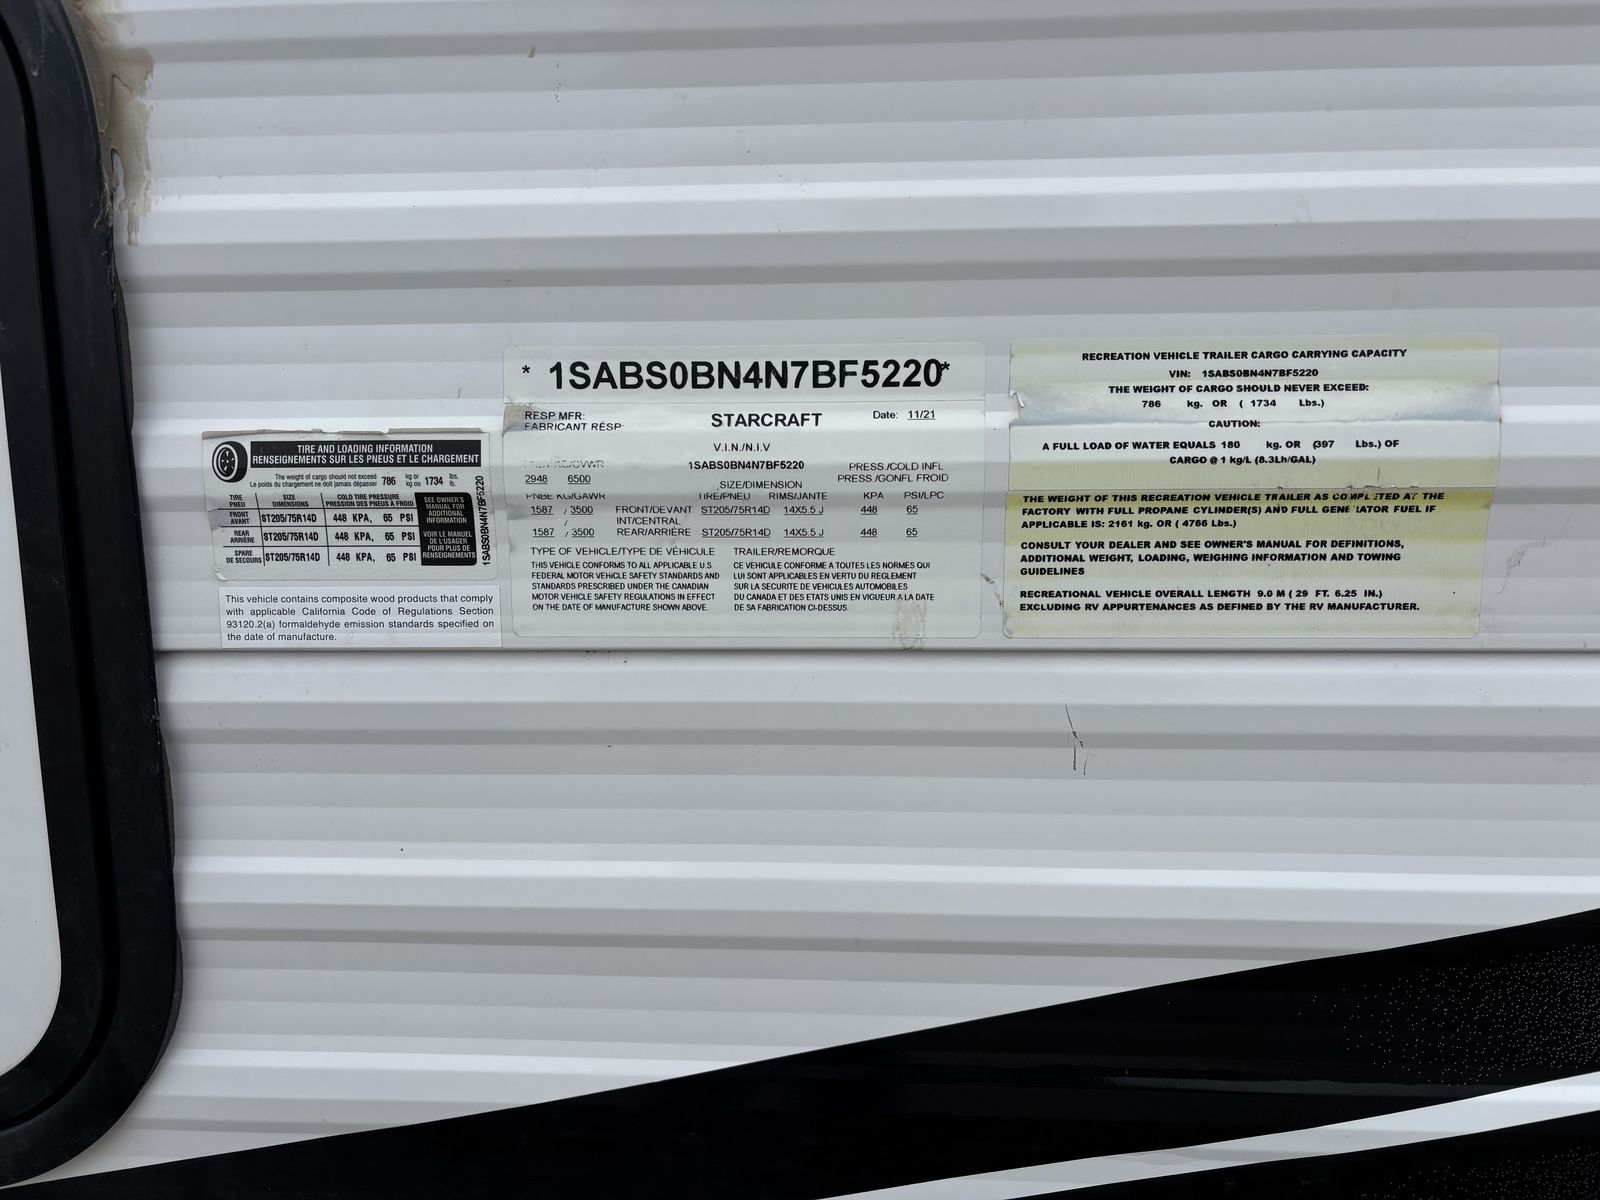 TIRE AND LOADING INFORMATION
RENSEIGNEMENTS SUR LES PNEUS ET LE CHARGEMENT
The weight of cargo should not exceed 786 kg or 1734 lbs.
Le poids du chargement ne doit jamais dépasser kg ou lb.
TIRE PNEU SIZE DIMENSIONS COLD TIRE PRESSURE PRESSION DES PNEUS À FROID
FRONT AVANT ST205/75R14D 448 KPA, 65 PSI
REAR ARRIÈRE ST205/75R14D 448 KPA, 65 PSI
SPARE DE SECOURS ST205/75R14D 448 KPA, 65 PSI
SEE OWNER'S
MANUAL FOR
ADDITIONAL
INFORMATION
VOIR LE MANUEL
DE L'USAGER
POUR PLUS DE
RENSEIGNEMENTS
1SABS0BN4N7BF5220
This vehicle contains composite wood products that comply
with applicable California Code of Regulations Section
93120.2(a) formaldehyde emission standards specified on
the date of manufacture.
* 1SABS0BN4N7BF5220*
RESP MFR: STARCRAFT Date: 11/21
FABRICANT RÉSP
V.I.N./N.I.V
KG/GVWR 1SABS0BN4N7BF5220 PRESS./COLD INFL
2948 6500 SIZE/DIMENSION PRESS./GONFL FROID
PNBE KG/GAWR TIRE/PNEU RIMS/JANTE KPA PSI/LPC
1587 / 3500 FRONT/DEVANT ST205/75R14D 14X5.5 J 448 65
/ INT/CENTRAL
1587 / 3500 REAR/ARRIÈRE ST205/75R14D 14X5.5 J 448 65
TYPE OF VEHICLE/TYPE DE VÉHICULE TRAILER/REMORQUE
THIS VEHICLE CONFORMS TO ALL APPLICABLE U.S.
FEDERAL MOTOR VEHICLE SAFETY STANDARDS AND
STANDARDS PRESCRIBED UNDER THE CANADIAN
MOTOR VEHICLE SAFETY REGULATIONS IN EFFECT
ON THE DATE OF MANUFACTURE SHOWN ABOVE.
CE VEHICULE CONFORME A TOUTES LES NORMES QUI
LUI SONT APPLICABLES EN VERTU DU REGLEMENT
SUR LA SECURITE DE VEHICULES AUTOMOBILES
DU CANADA ET DES ETATS UNIS EN VIGUEUR A LA DATE
DE SA FABRICATION CI-DESSUS.
RECREATION VEHICLE TRAILER CARGO CARRYING CAPACITY
VIN: 1SABS0BN4N7BF5220
THE WEIGHT OF CARGO SHOULD NEVER EXCEED:
786 kg. OR ( 1734 Lbs.)
CAUTION:
A FULL LOAD OF WATER EQUALS 180 kg. OR (397 Lbs.) OF
CARGO @ 1 kg/L (8.3Lb/GAL)
THE WEIGHT OF THIS RECREATION VEHICLE TRAILER AS COMPLETED AT THE
FACTORY WITH FULL PROPANE CYLINDER(S) AND FULL GENERATOR FUEL IF
APPLICABLE IS: 2161 kg. OR ( 4766 Lbs.)
CONSULT YOUR DEALER AND SEE OWNER'S MANUAL FOR DEFINITIONS,
ADDITIONAL WEIGHT, LOADING, WEIGHING INFORMATION AND TOWING
GUIDELINES
RECREATIONAL VEHICLE OVERALL LENGTH 9.0 M ( 29 FT. 6.25 IN.)
EXCLUDING RV APPURTENANCES AS DEFINED BY THE RV MANUFACTURER.